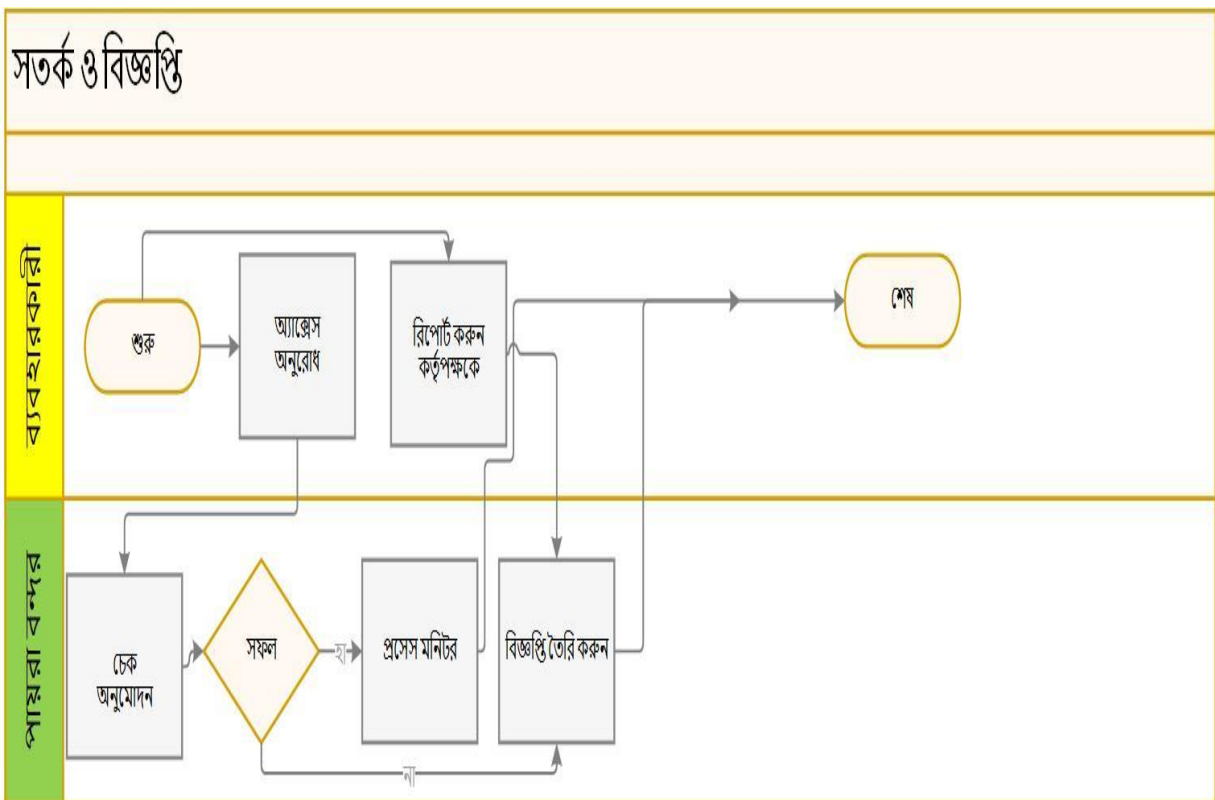 সতর্ক ও বিজ্ঞপ্তি
ব্যবহারকারী
শুরু
অ্যাক্সেস
অনুরোধ
রিপোর্ট করুন
কর্তৃপক্ষকে
শেষ
পায়রা বন্দর
চেক
অনুমোদন
সফল
হা
প্রসেস মনিটর
বিজ্ঞপ্তি তৈরি করুন
না